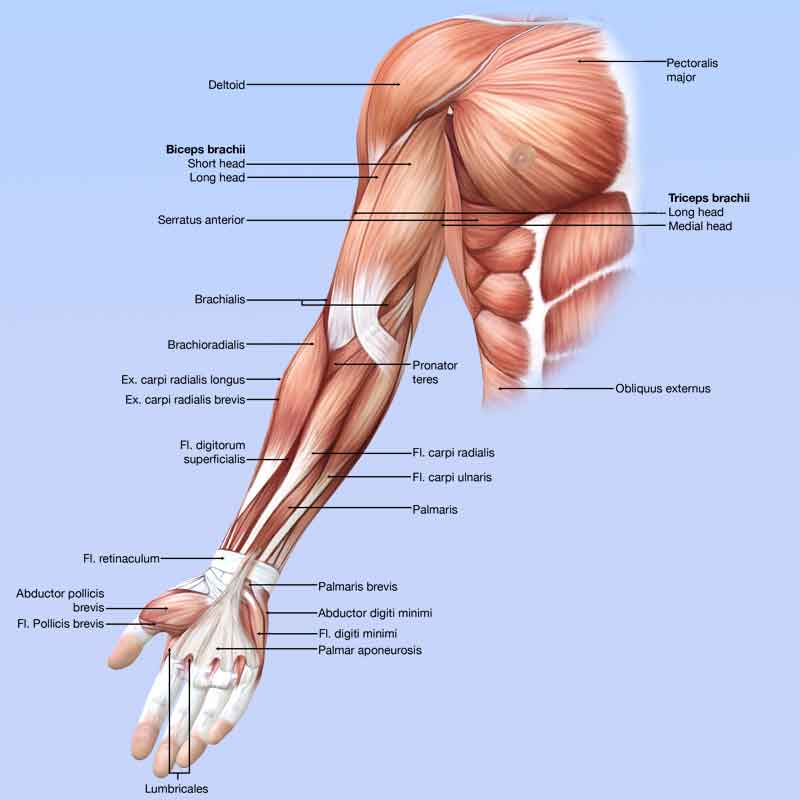 Pectoralis
major
Deltoid
Biceps brachii
Short head
Long head
Triceps brachii
Long head
Medial head
Serratus anterior
Brachialis
Brachioradialis
Pronator
teres
Ex. carpi radialis longus
Ex. carpi radialis brevis
Obliquus externus
Fl. digitorum
superficialis
Fl. carpi radialis
Fl. carpi ulnaris
Palmaris
Fl. retinaculum
Palmaris brevis
Abductor pollicis
brevis
Abductor digiti minimi
Fl. Pollicis brevis
Fl. digiti minimi
Palmar aponeurosis
Lumbricales